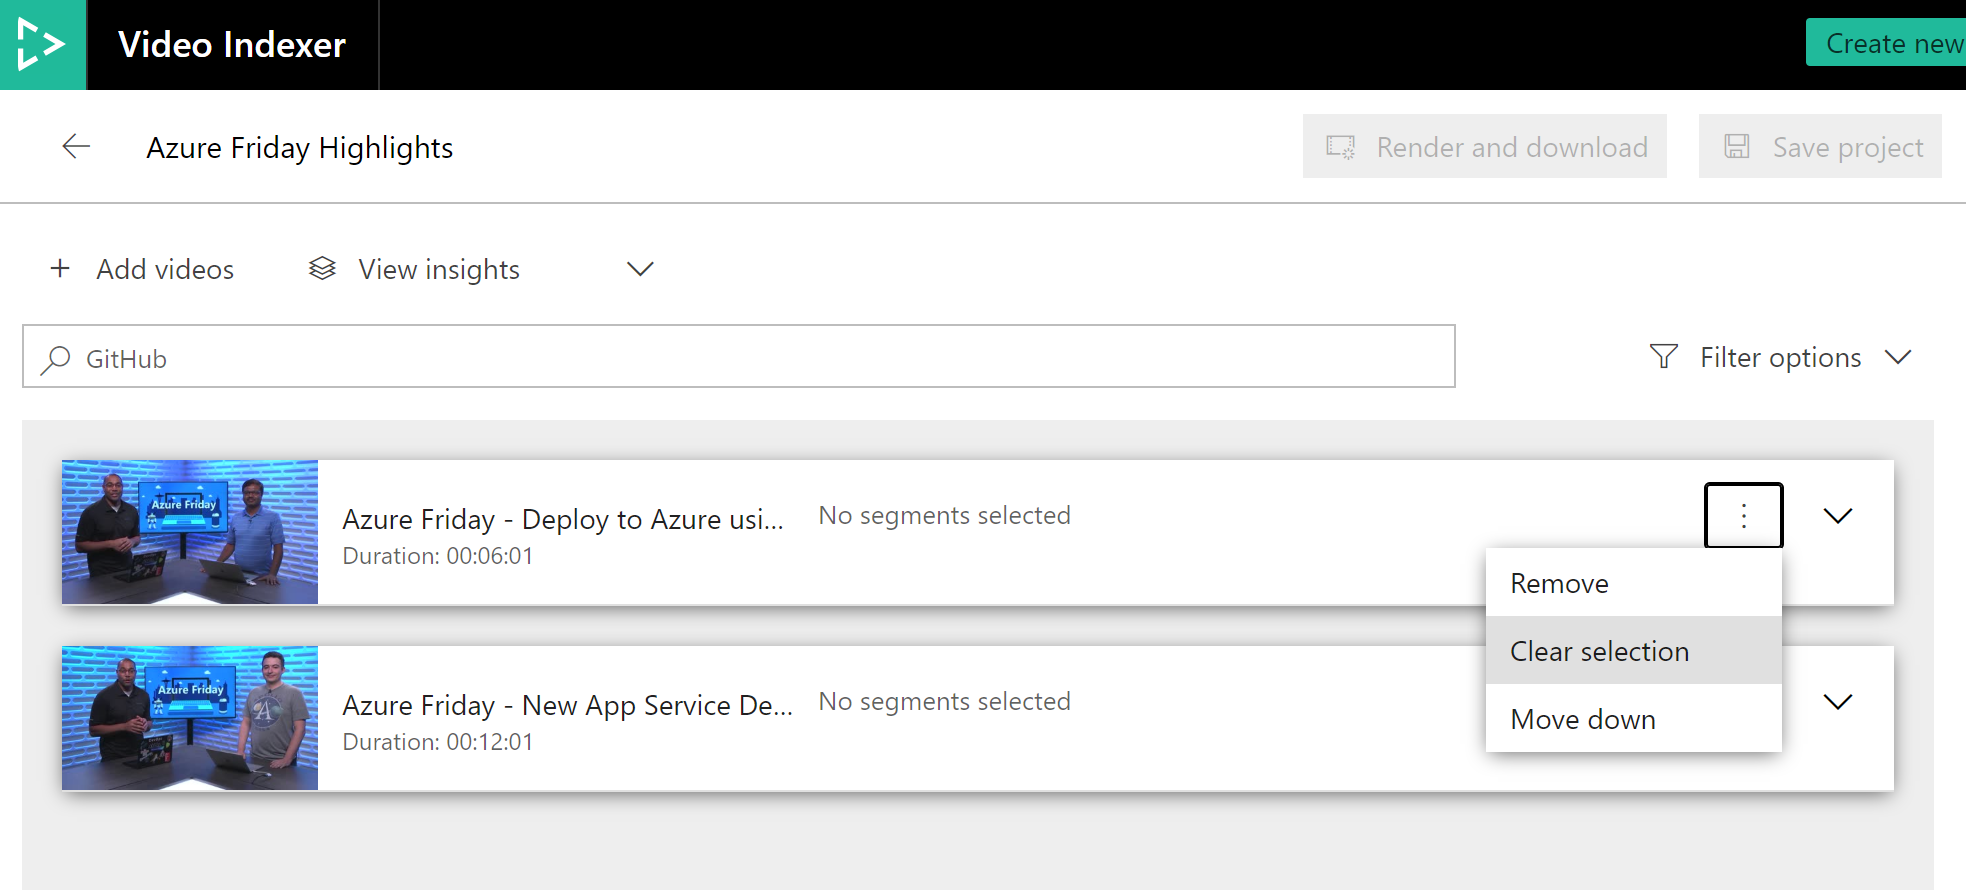 Video Indexer
Create new
Azure Friday Highlights
Render and download
Save project
Add videos
View insights
GitHub
Filter options
Azure Friday
Azure Friday - Deploy to Azure usi...
Duration: 00:06:01
No segments selected
Remove
Clear selection
Move down
Azure Friday
A
Azure Friday - New App Service De...
Duration: 00:12:01
No segments selected